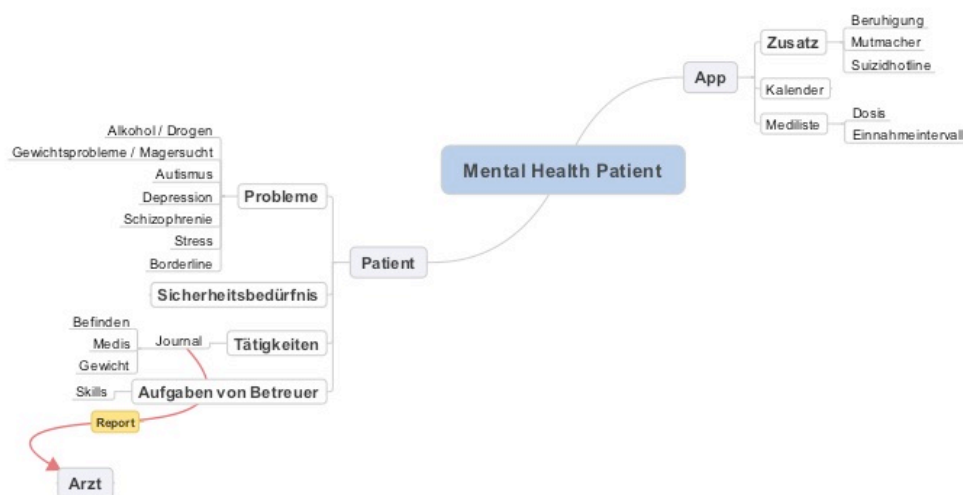 Mental Health Patient
App
Zusatz
Beruhigung
Mutmacher
Suizidhotline
Kalender
Mediliste
Dosis
Einnahmeintervall
Patient
Probleme
Alkohol / Drogen
Gewichtsprobleme / Magersucht
Autismus
Depression
Schizophrenie
Stress
Borderline
Sicherheitsbedürfnis
Tätigkeiten
Journal
Befinden
Medis
Gewicht
Aufgaben von Betreuer
Skills
Report
Arzt